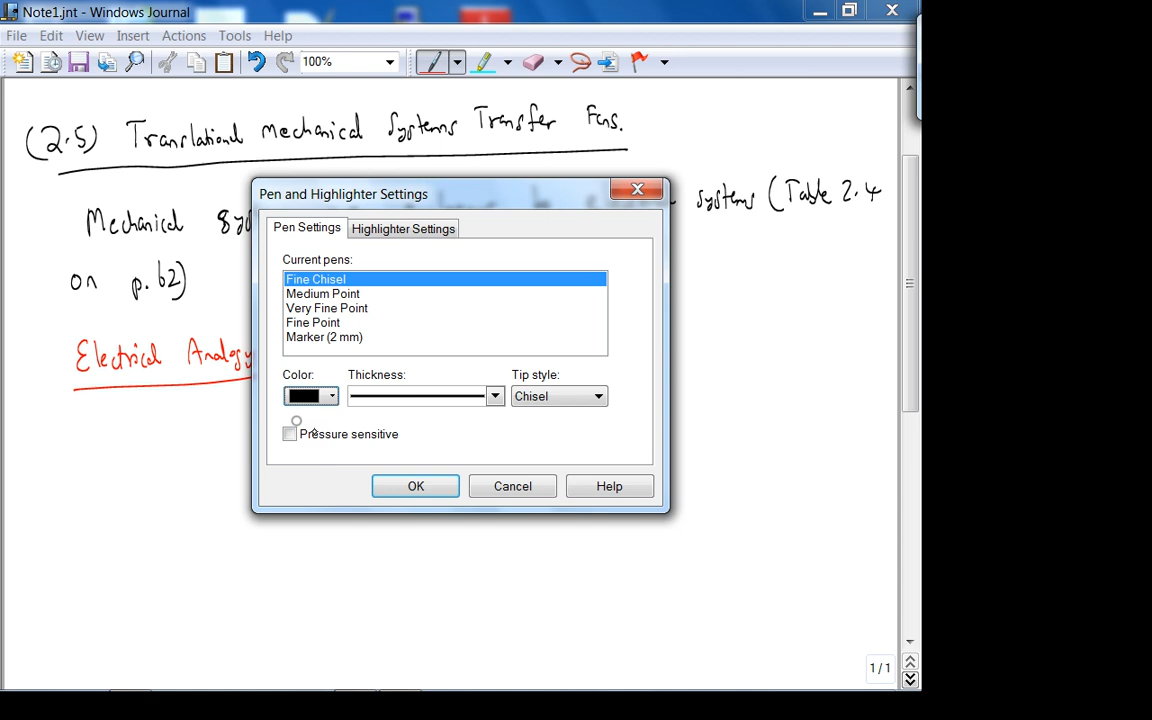 Note1.jnt - Windows Journal
File Edit View Insert Actions Tools Help
100%
(2.5) Translational Mechanical Systems Transfer Fcns.
Mechanical systems (Table 2.4
on p. 62)
Electrical Analogy
Pen and Highlighter Settings
Pen Settings Highlighter Settings
Current pens:
Fine Chisel
Medium Point
Very Fine Point
Fine Point
Marker (2 mm)
Color: Thickness: Tip style:
Chisel
Pressure sensitive
OK Cancel Help
1 / 1